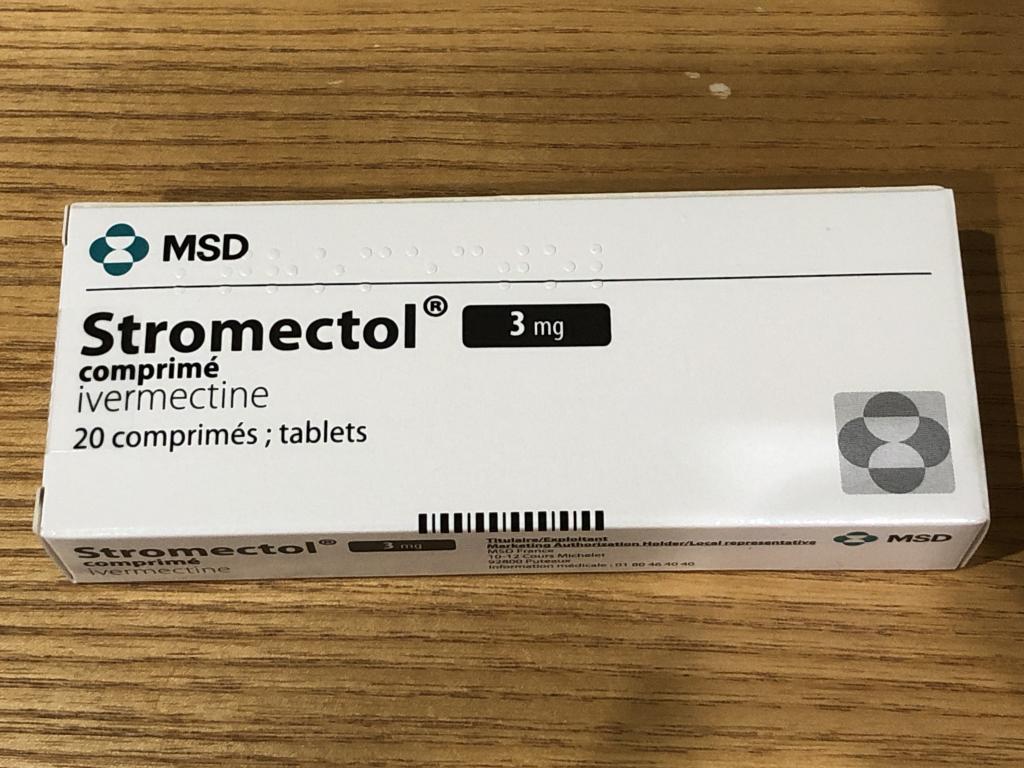 MSD
Stromectol® 3 mg
comprimé
ivermectine
20 comprimés ; tablets
Stromectol® 3 mg
comprimé
ivermectine
Titulaire/Exploitant
Marketing Authorization Holder/Local representative
MSD France
10-12 Cours Michelet
92800 Puteaux
Information médicale : 01 80 46 40 40
MSD